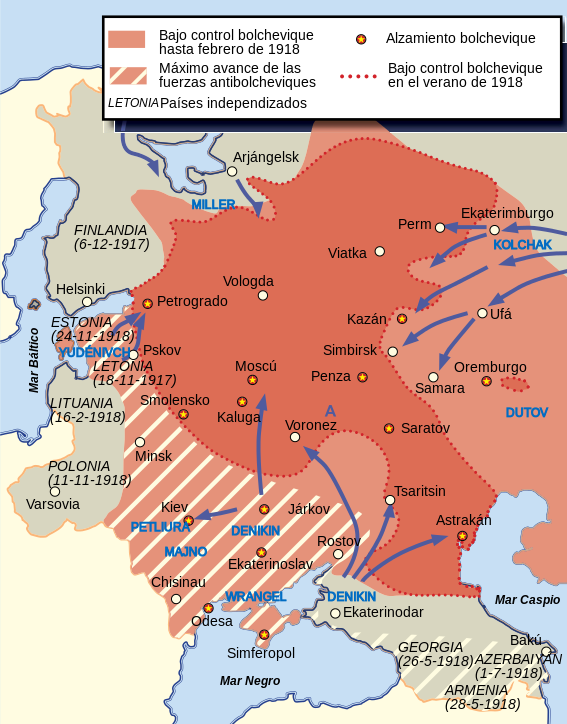 Bajo control bolchevique
hasta febrero de 1918
Alzamiento bolchevique
Máximo avance de las
fuerzas antibolcheviques
Bajo control bolchevique
en el verano de 1918
LETONIA Países independizados
Arjángelsk
MILLER
Ekaterimburgo
Perm
KOLCHAK
FINLANDIA
(6-12-1917)
Viatka
Vologda
Helsinki
Petrogrado
Ufá
Kazán
ESTONIA
(24-11-1918)
YUDÉNIVCH
Pskov
Simbirsk
Mar Báltico
LETONIA
(18-11-1917)
Moscú
Penza
Oremburgo
Samara
LITUANIA
(16-2-1918)
Smolensko
Kaluga
A
DUTOV
Voronez
Saratov
Minsk
POLONIA
(11-11-1918)
Varsovia
Tsaritsin
Kiev
Járkov
PETLIURA
DENIKIN
Astrakán
Rostov
MAJNO
Ekaterinoslav
Chisinau
WRANGEL
DENIKIN
Mar Caspio
Ekaterinodar
Odesa
Simferopol
Bakú
GEORGIA
(26-5-1918)
AZERBAIYÁN
(1-7-1918)
Mar Negro
ARMENIA
(28-5-1918)